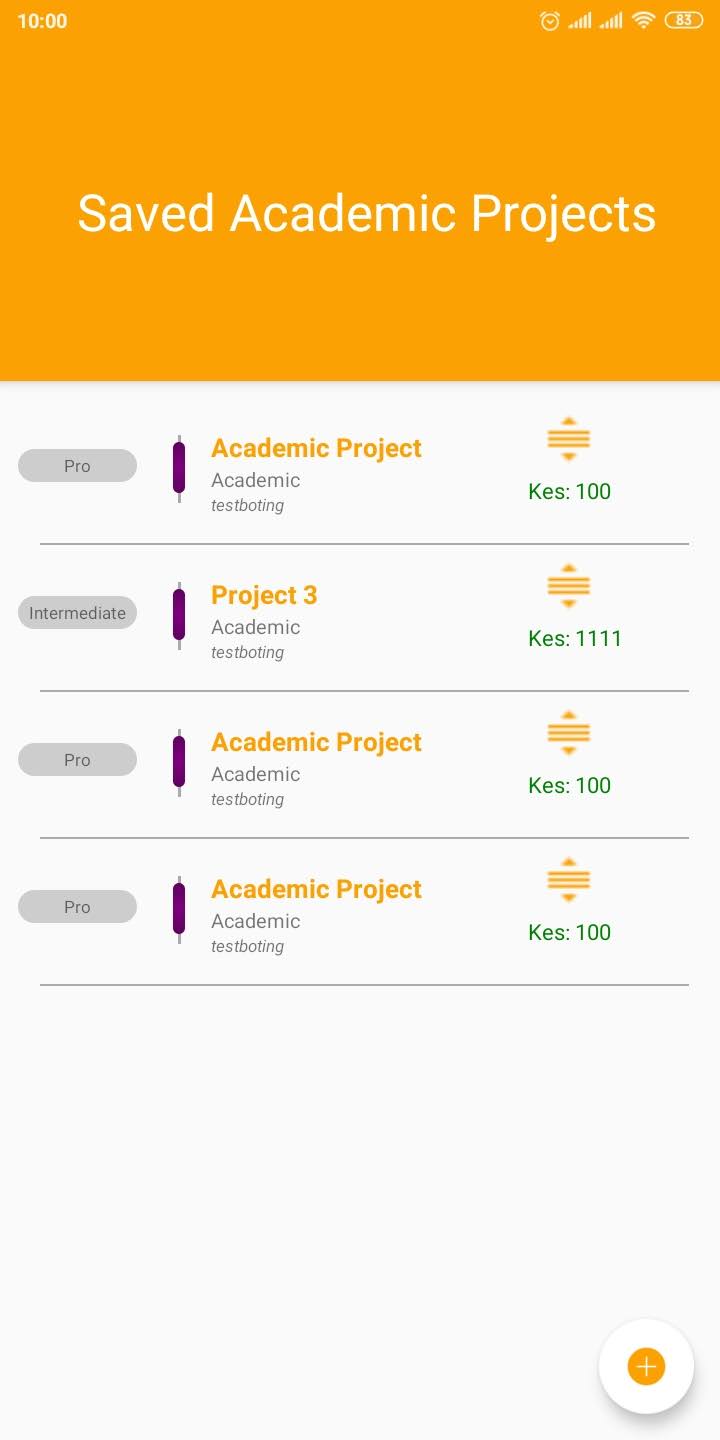 10:00
83
Saved Academic Projects
Pro
Academic Project
Academic
testboting
Kes: 100
Intermediate
Project 3
Academic
testboting
Kes: 1111
Pro
Academic Project
Academic
testboting
Kes: 100
Pro
Academic Project
Academic
testboting
Kes: 100